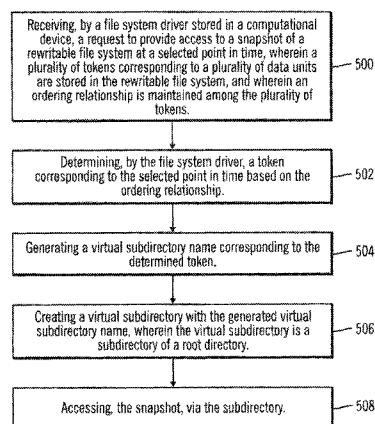 Receiving, by a file system driver stored in a computational
device, a request to provide access to a snapshot of a
rewritable file system at a selected point in time, wherein a
plurality of tokens corresponding to a plurality of data units
are stored in the rewritable file system, and wherein an
ordering relationship is maintained among the plurality of
tokens.
500
Determining, by the file system driver, a token
corresponding to the selected point in time based on the
ordering relationship.
502
Generating a virtual subdirectory name corresponding to the
determined token.
504
Creating a virtual subdirectory with the generated virtual
subdirectory name, wherein the virtual subdirectory is a
subdirectory of a root directory.
506
Accessing, the snapshot, via the subdirectory.
508